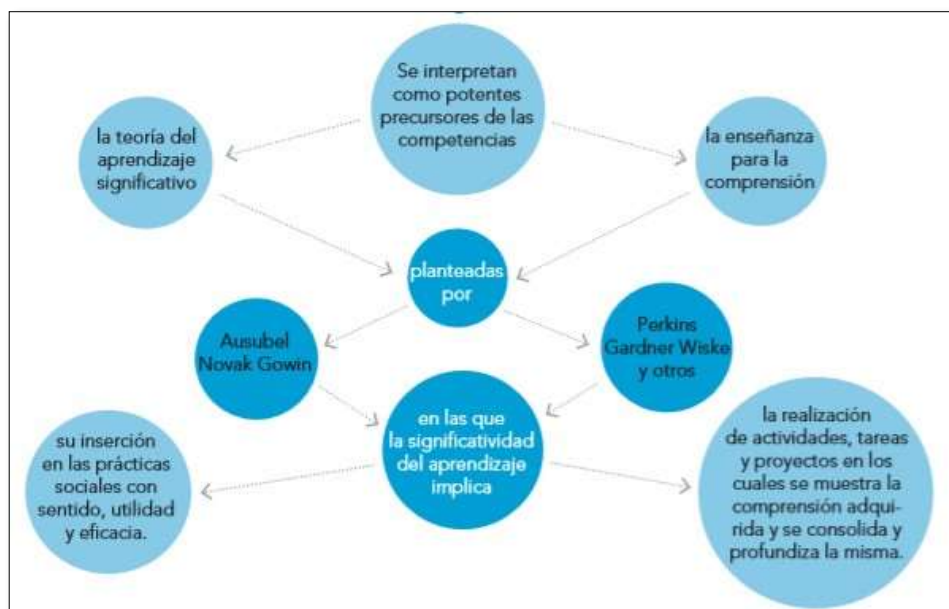 Se interpretan
como potentes
precursores de las
competencias
la teoría del
aprendizaje
significativo
la enseñanza
para la
comprensión
planteadas
por
Ausubel
Novak Gowin
Perkins
Gardner Wiske
y otros
en las que
la significatividad
del aprendizaje
implica
su inserción
en las prácticas
sociales con
sentido, utilidad
y eficacia.
la realización
de actividades, tareas
y proyectos en los
cuales se muestra la
comprensión adqui-
rida y se consolida y
profundiza la misma.